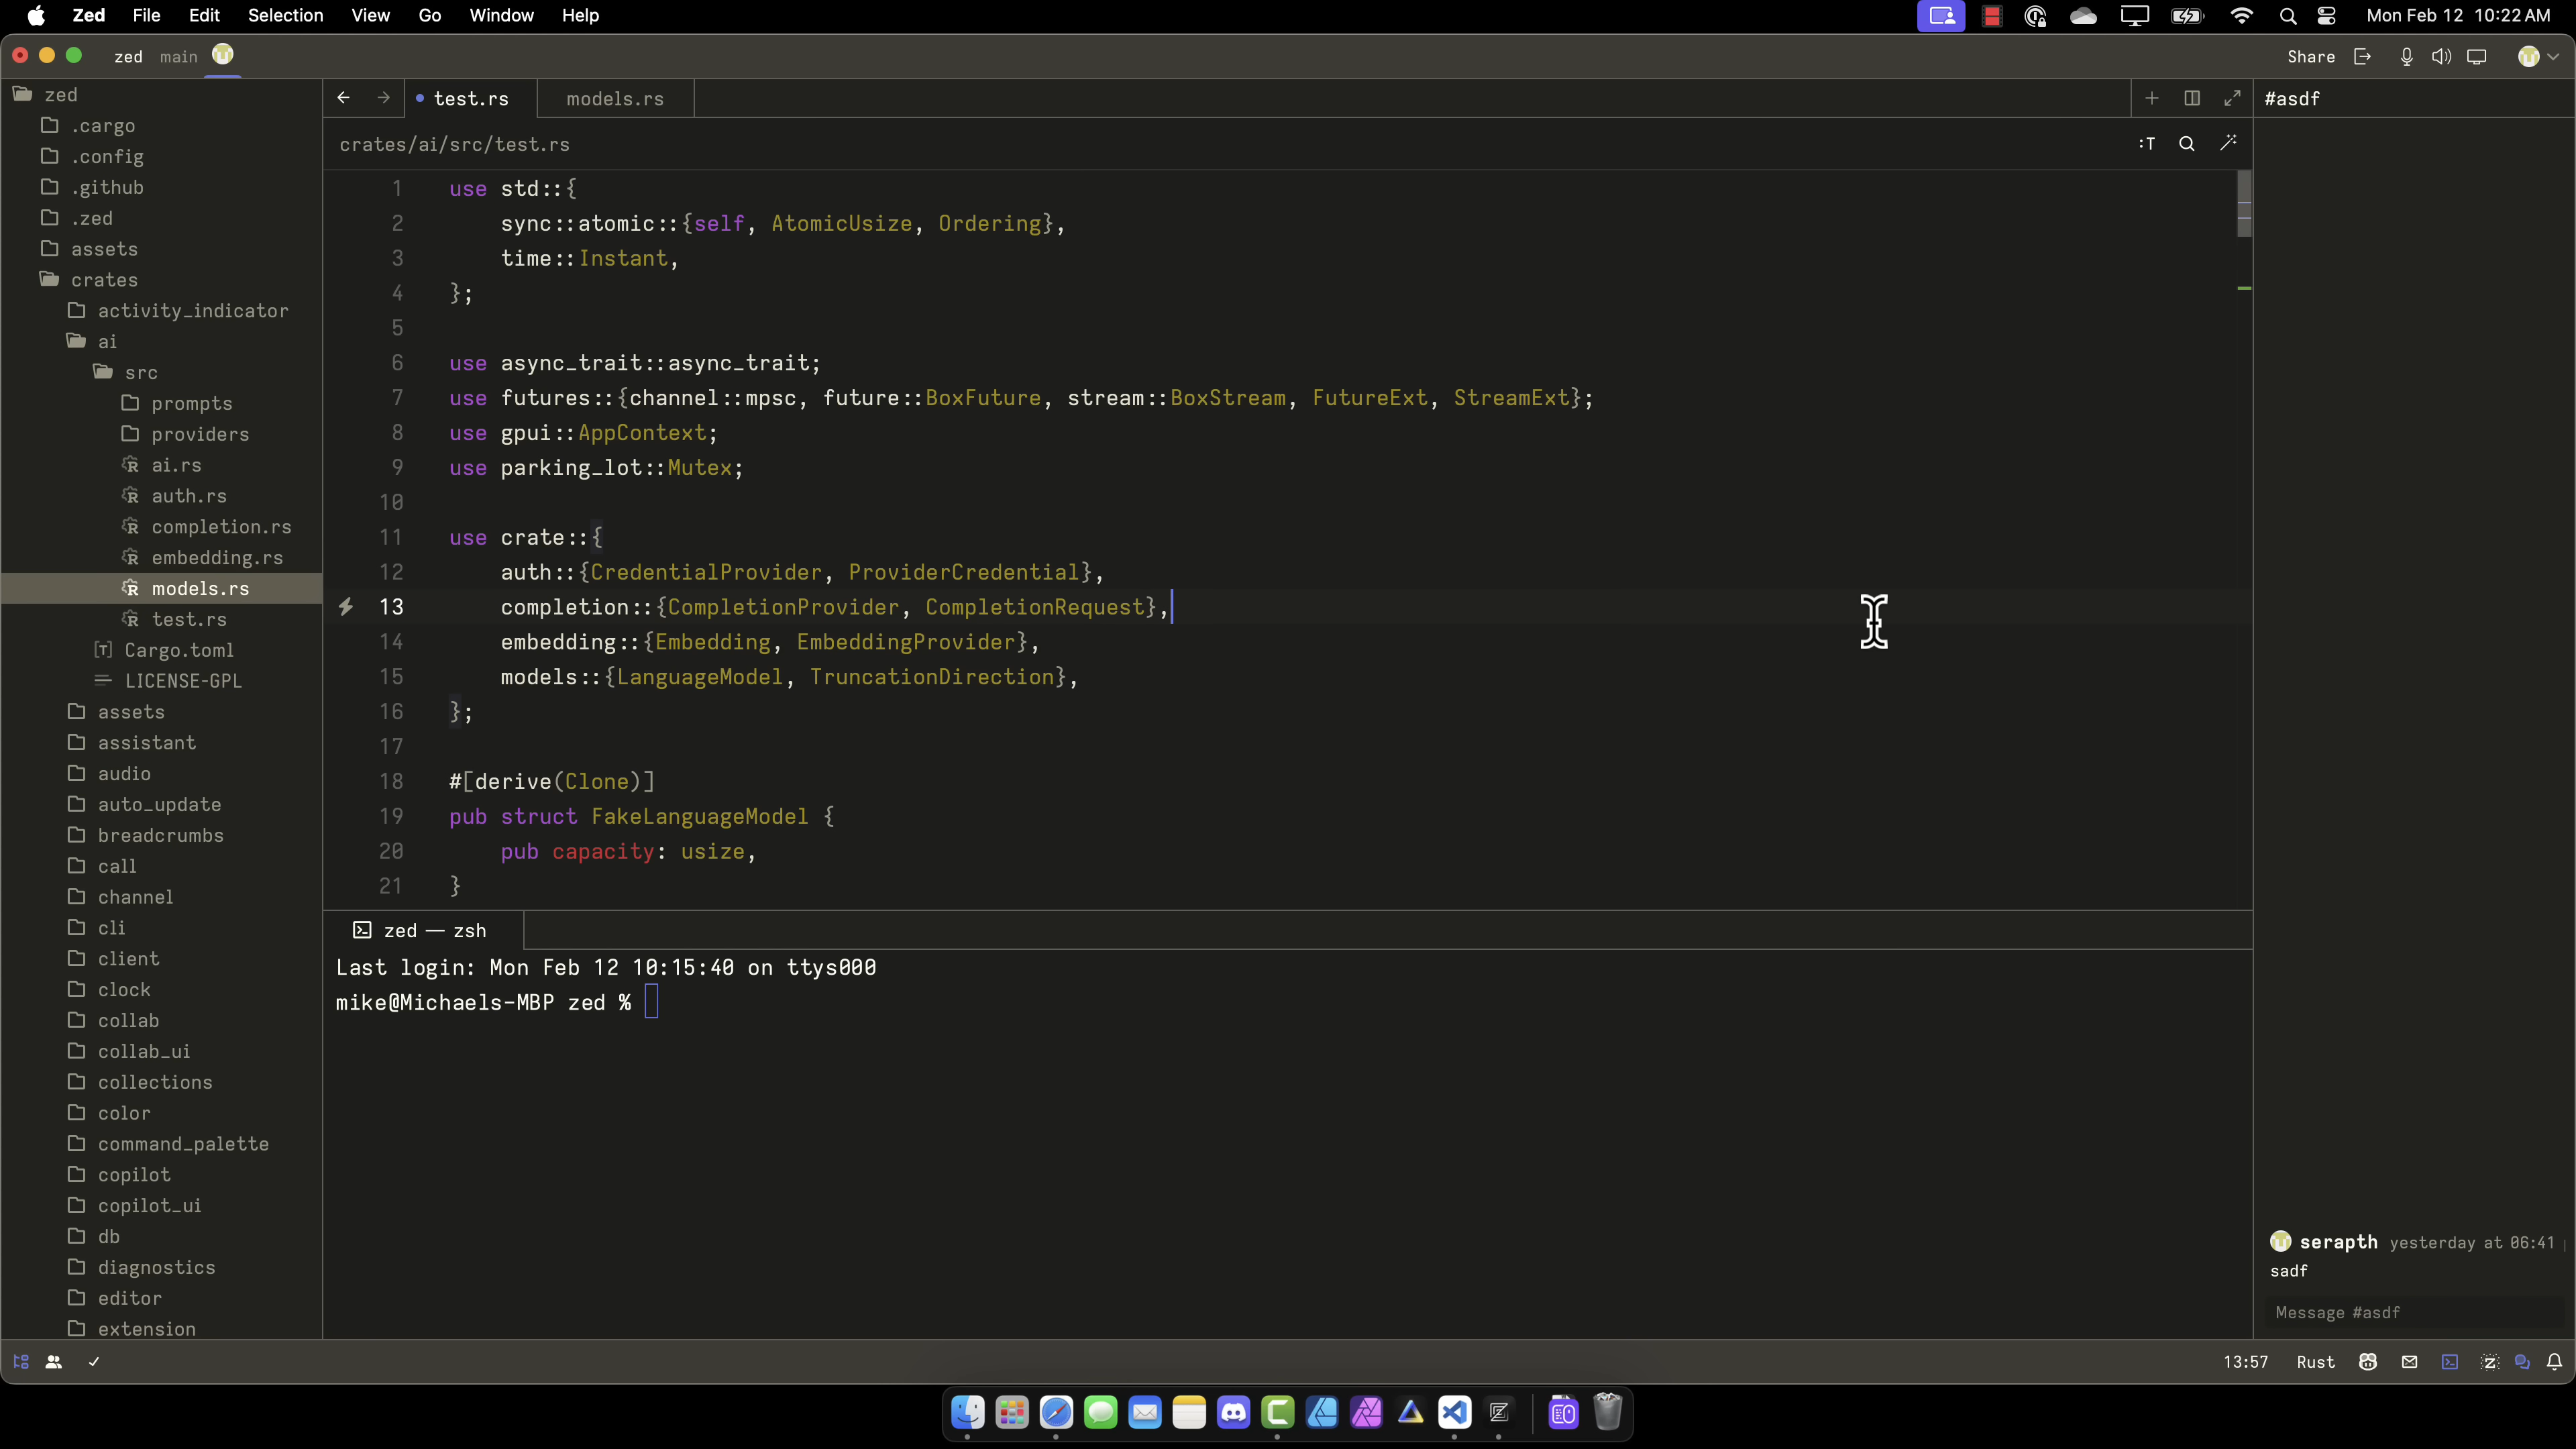 Zed File Edit Selection View Go Window Help Mon Feb 12 10:22 AM
zed main Share
zed
.cargo
.config
.github
.zed
assets
crates
activity_indicator
ai
src
prompts
providers
ai.rs
auth.rs
completion.rs
embedding.rs
models.rs
test.rs
Cargo.toml
LICENSE-GPL
assets
assistant
audio
auto_update
breadcrumbs
call
channel
cli
client
clock
collab
collab_ui
collections
color
command_palette
copilot
copilot_ui
db
diagnostics
editor
extension
test.rs models.rs
crates/ai/src/test.rs :T
1 use std::{
2 sync::atomic::{self, AtomicUsize, Ordering},
3 time::Instant,
4 };
5
6 use async_trait::async_trait;
7 use futures::{channel::mpsc, future::BoxFuture, stream::BoxStream, FutureExt, StreamExt};
8 use gpui::AppContext;
9 use parking_lot::Mutex;
10
11 use crate::{
12 auth::{CredentialProvider, ProviderCredential},
13 completion::{CompletionProvider, CompletionRequest},
14 embedding::{Embedding, EmbeddingProvider},
15 models::{LanguageModel, TruncationDirection},
16 };
17
18 #[derive(Clone)]
19 pub struct FakeLanguageModel {
20 pub capacity: usize,
21 }
zed — zsh
Last login: Mon Feb 12 10:15:40 on ttys000
mike@Michaels-MBP zed %
#asdf
serapth yesterday at 06:41
sadf
Message #asdf
13:57 Rust